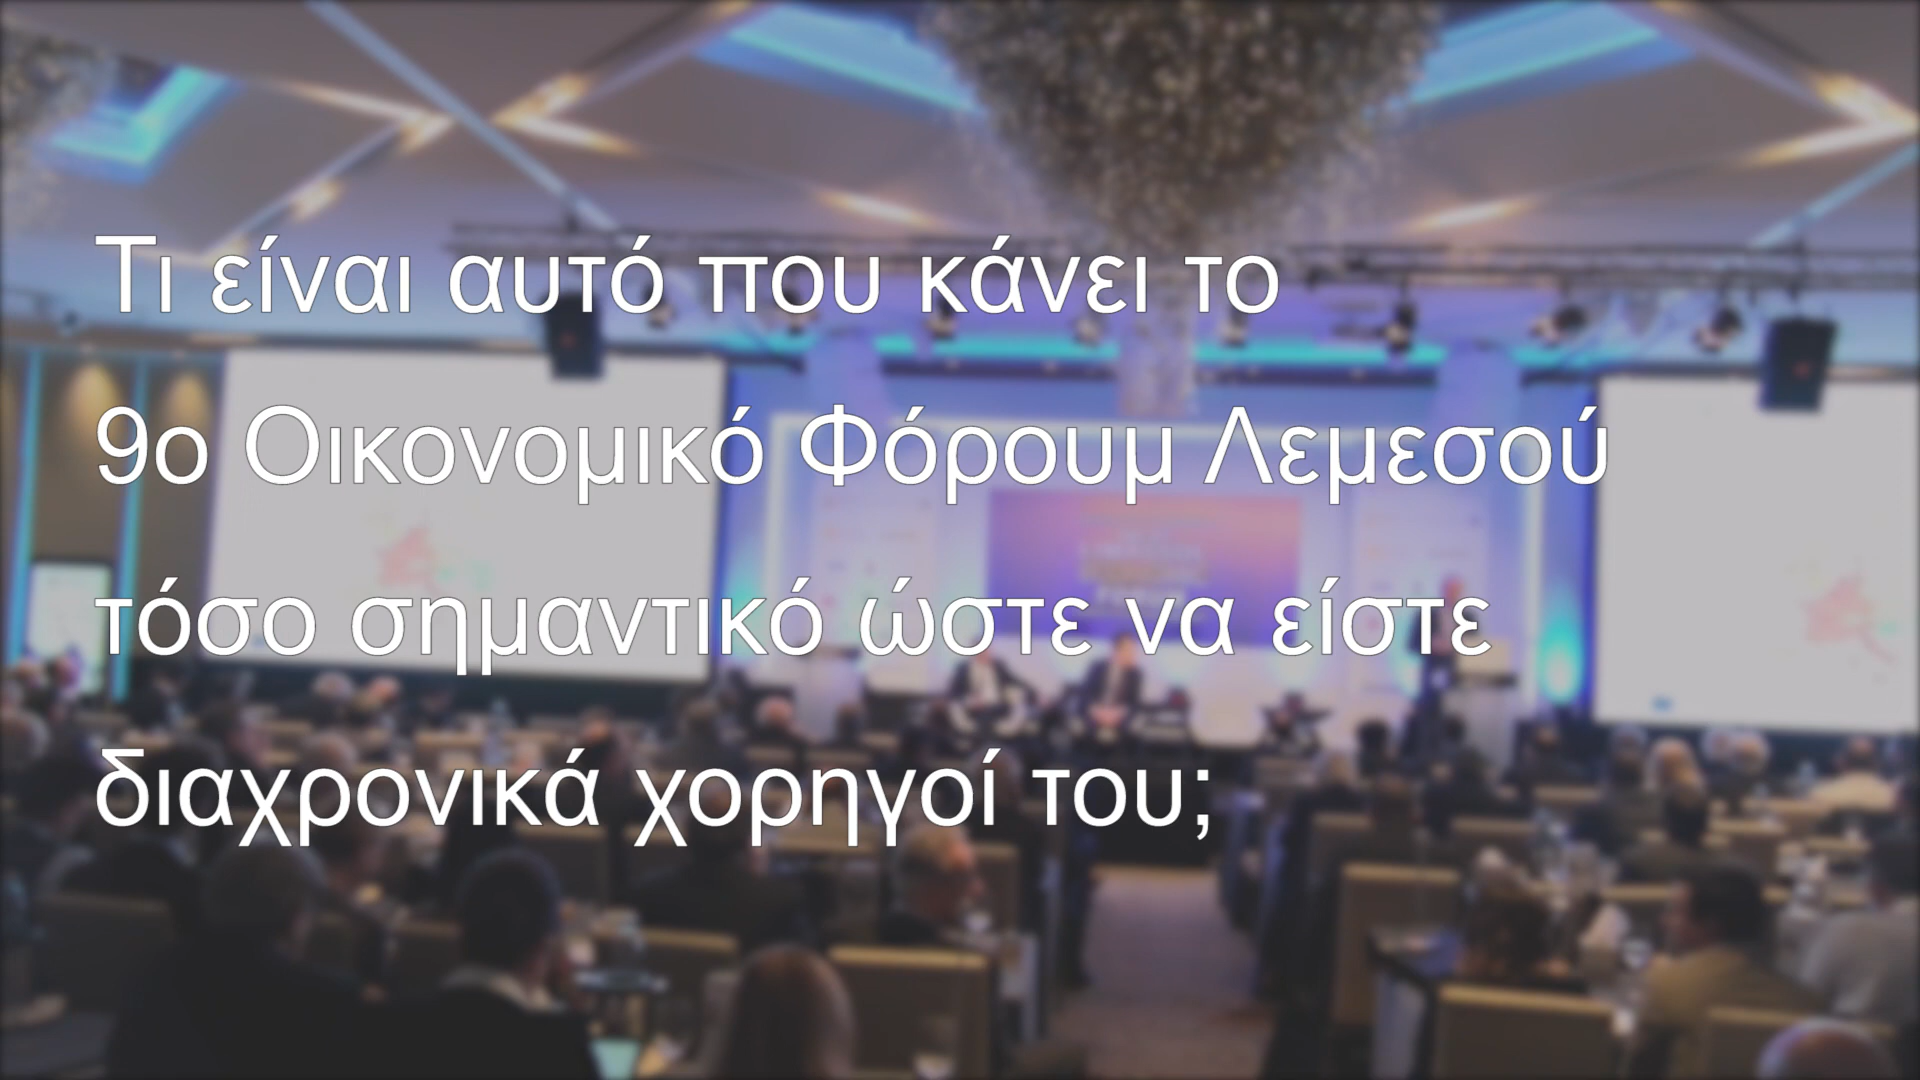 Τι είναι αυτό που κάνει το
9ο Οικονομικό Φόρουμ Λεμεσού
τόσο σημαντικό ώστε να είστε
διαχρονικά χορηγοί του;